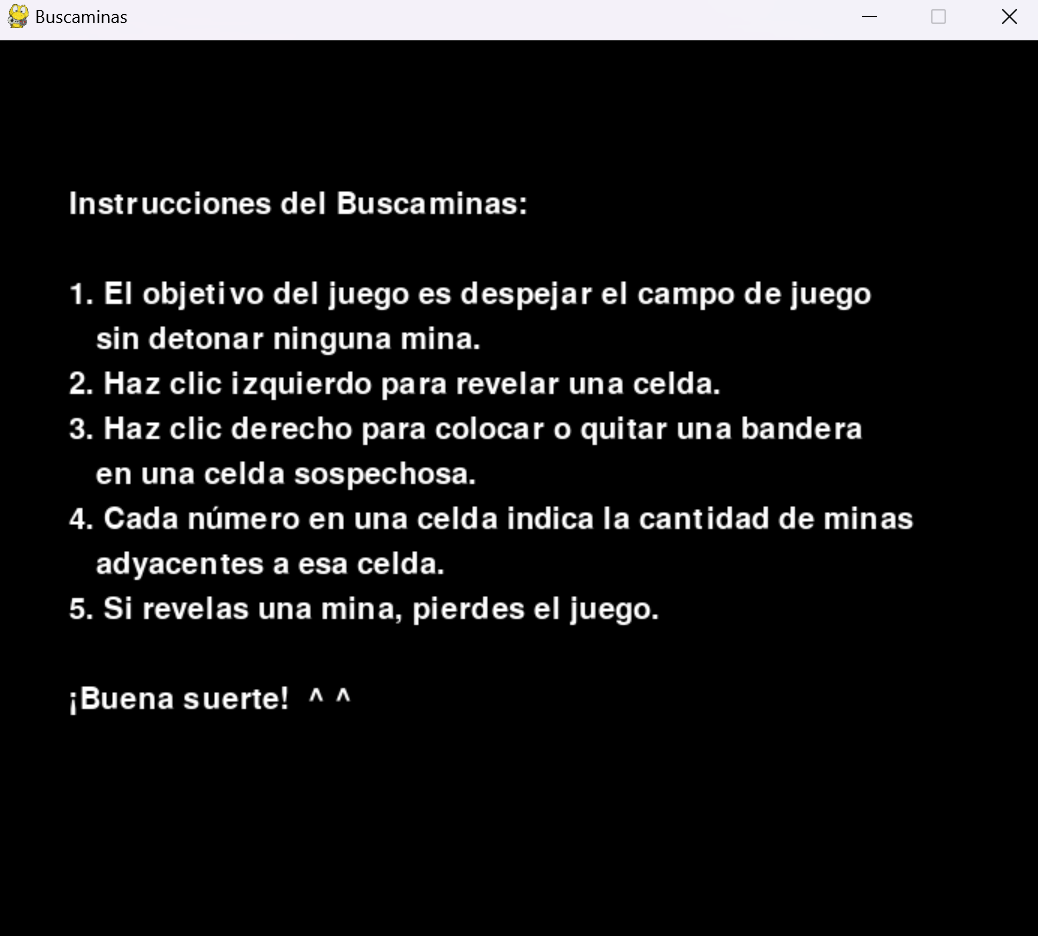 Buscaminas
Instrucciones del Buscaminas:
1. El objetivo del juego es despejar el campo de juego
sin detonar ninguna mina.
2. Haz clic izquierdo para revelar una celda.
3. Haz clic derecho para colocar o quitar una bandera
en una celda sospechosa.
4. Cada número en una celda indica la cantidad de minas
adyacentes a esa celda.
5. Si revelas una mina, pierdes el juego.
¡Buena suerte! ^ ^